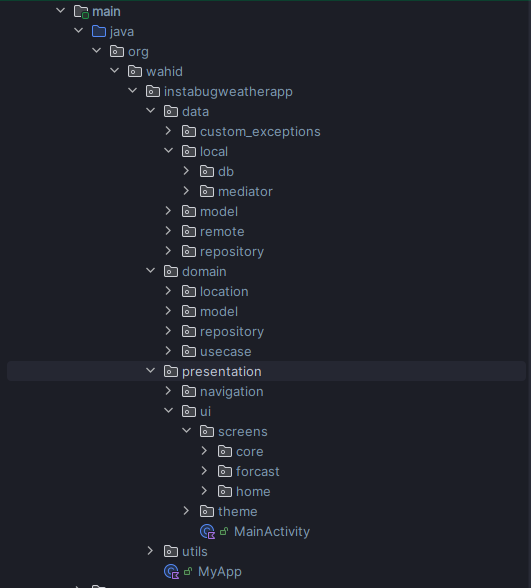 main
java
org
wahid
instabugweatherapp
data
custom_exceptions
local
db
mediator
model
remote
repository
domain
location
model
repository
usecase
presentation
navigation
ui
screens
core
forcast
home
theme
MainActivity
utils
MyApp